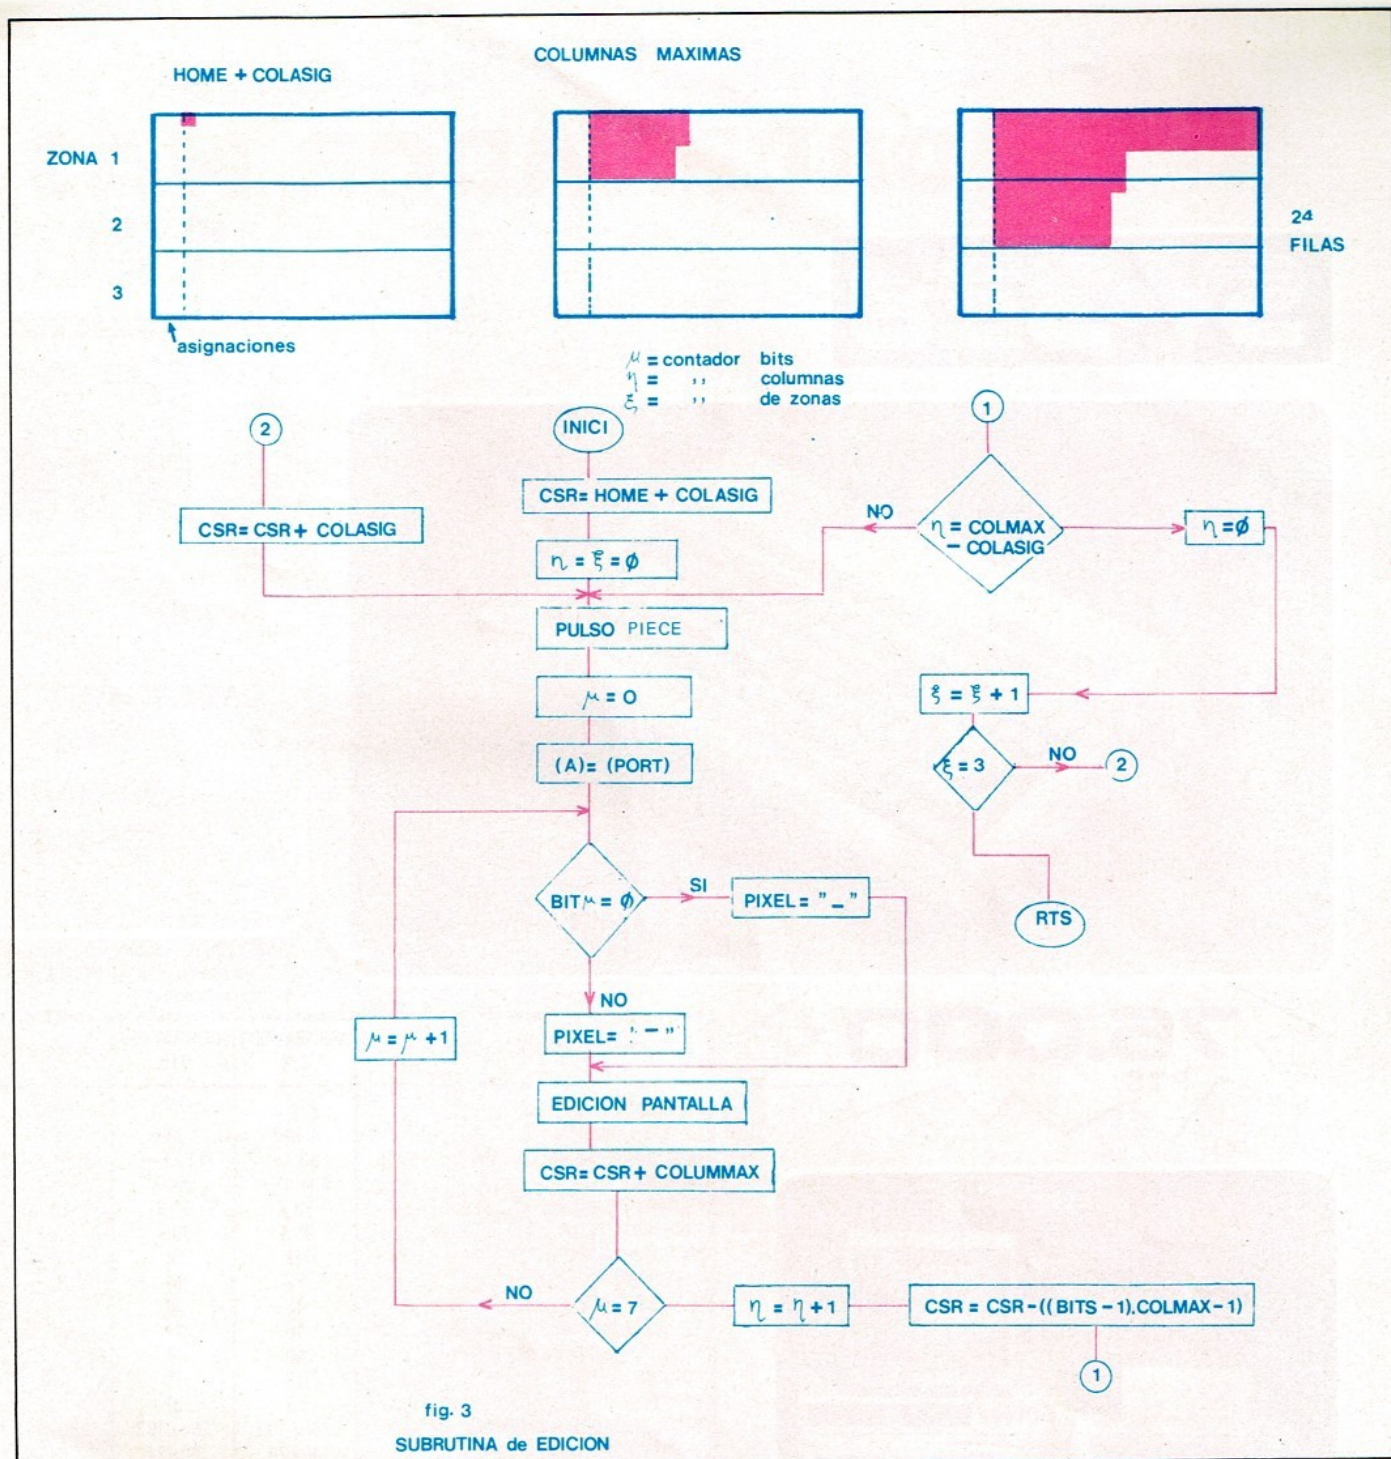 COLUMNAS MAXIMAS
HOME + COLASIG
ZONA 1
2
3
24
FILAS
asignaciones
μ = contador bits
η = ,, columnas
ξ = ,, de zonas
2
INICI
1
CSR= HOME + COLASIG
CSR= CSR + COLASIG
NO
η = COLMAX
- COLASIG
η = φ
η = ξ = φ
PULSO PIECE
μ = O
ξ = ξ + 1
(A)= (PORT)
ξ = 3
NO
2
BIT μ = φ
SI
PIXEL = " _ "
RTS
NO
μ = μ + 1
PIXEL= " ‾ "
EDICION PANTALLA
CSR= CSR + COLUMMAX
NO
μ = 7
η = η + 1
CSR = CSR-((BITS - 1).COLMAX-1)
1
fig. 3
SUBRUTINA de EDICION